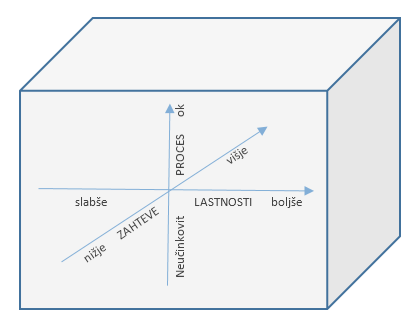 ok
PROCES
višje
slabše
LASTNOSTI boljše
ZAHTEVE
nižje
Neučinkovit